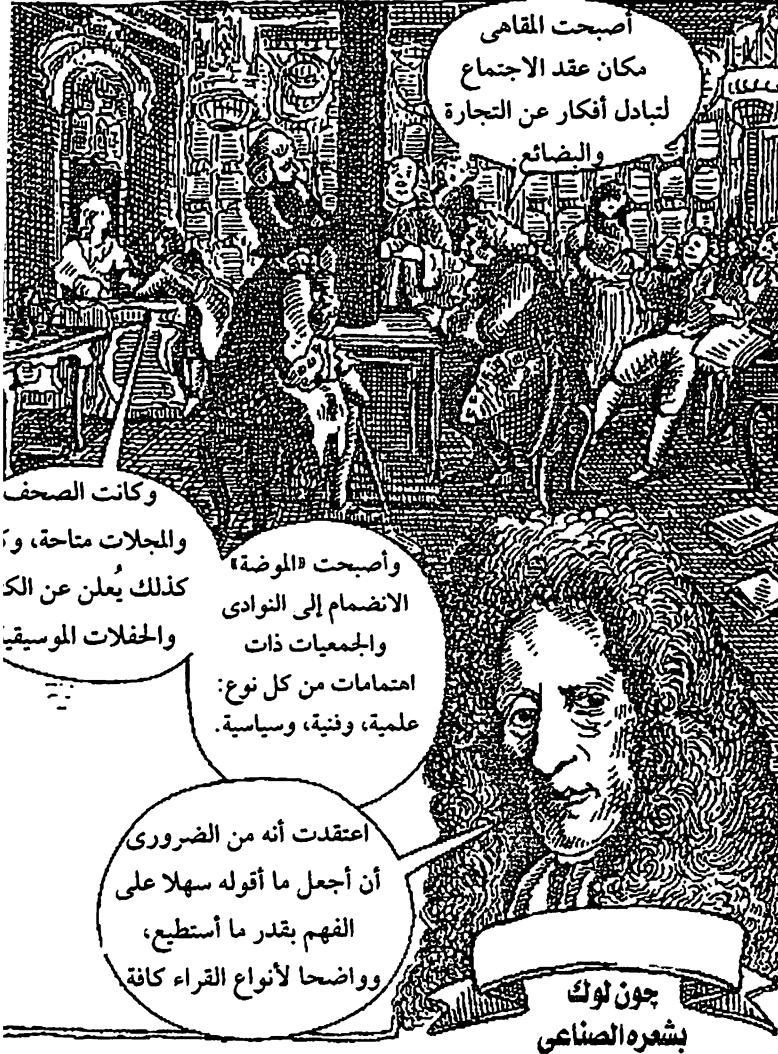 أصبحت المقاهى
مكان عقد الاجتماع
لتبادل أفكار عن التجارة
والبضائع.
وكانت الصحف
والمجلات متاحة،
كذلك يُعلن عن
والحفلات
وأصبحت «الموضة»
الانضمام إلى النوادى
والجمعيات ذات
اهتمامات من كل نوع:
علمية، وفنية، وسياسية.
اعتقدت أنه من الضرورى
أن أجعل ما أقوله سهلا على
الفهم بقدر ما أستطيع،
وواضحا لأنواع القراء كافة
چون لوك
بشعره الصناعى